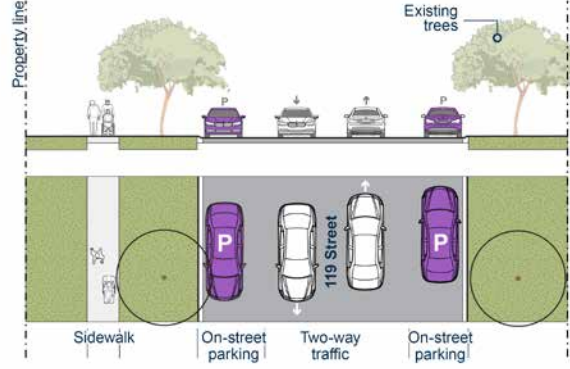 Property line
Existing
trees
P
P
P
119 Street
P
Sidewalk
On-street
parking
Two-way
traffic
On-street
parking